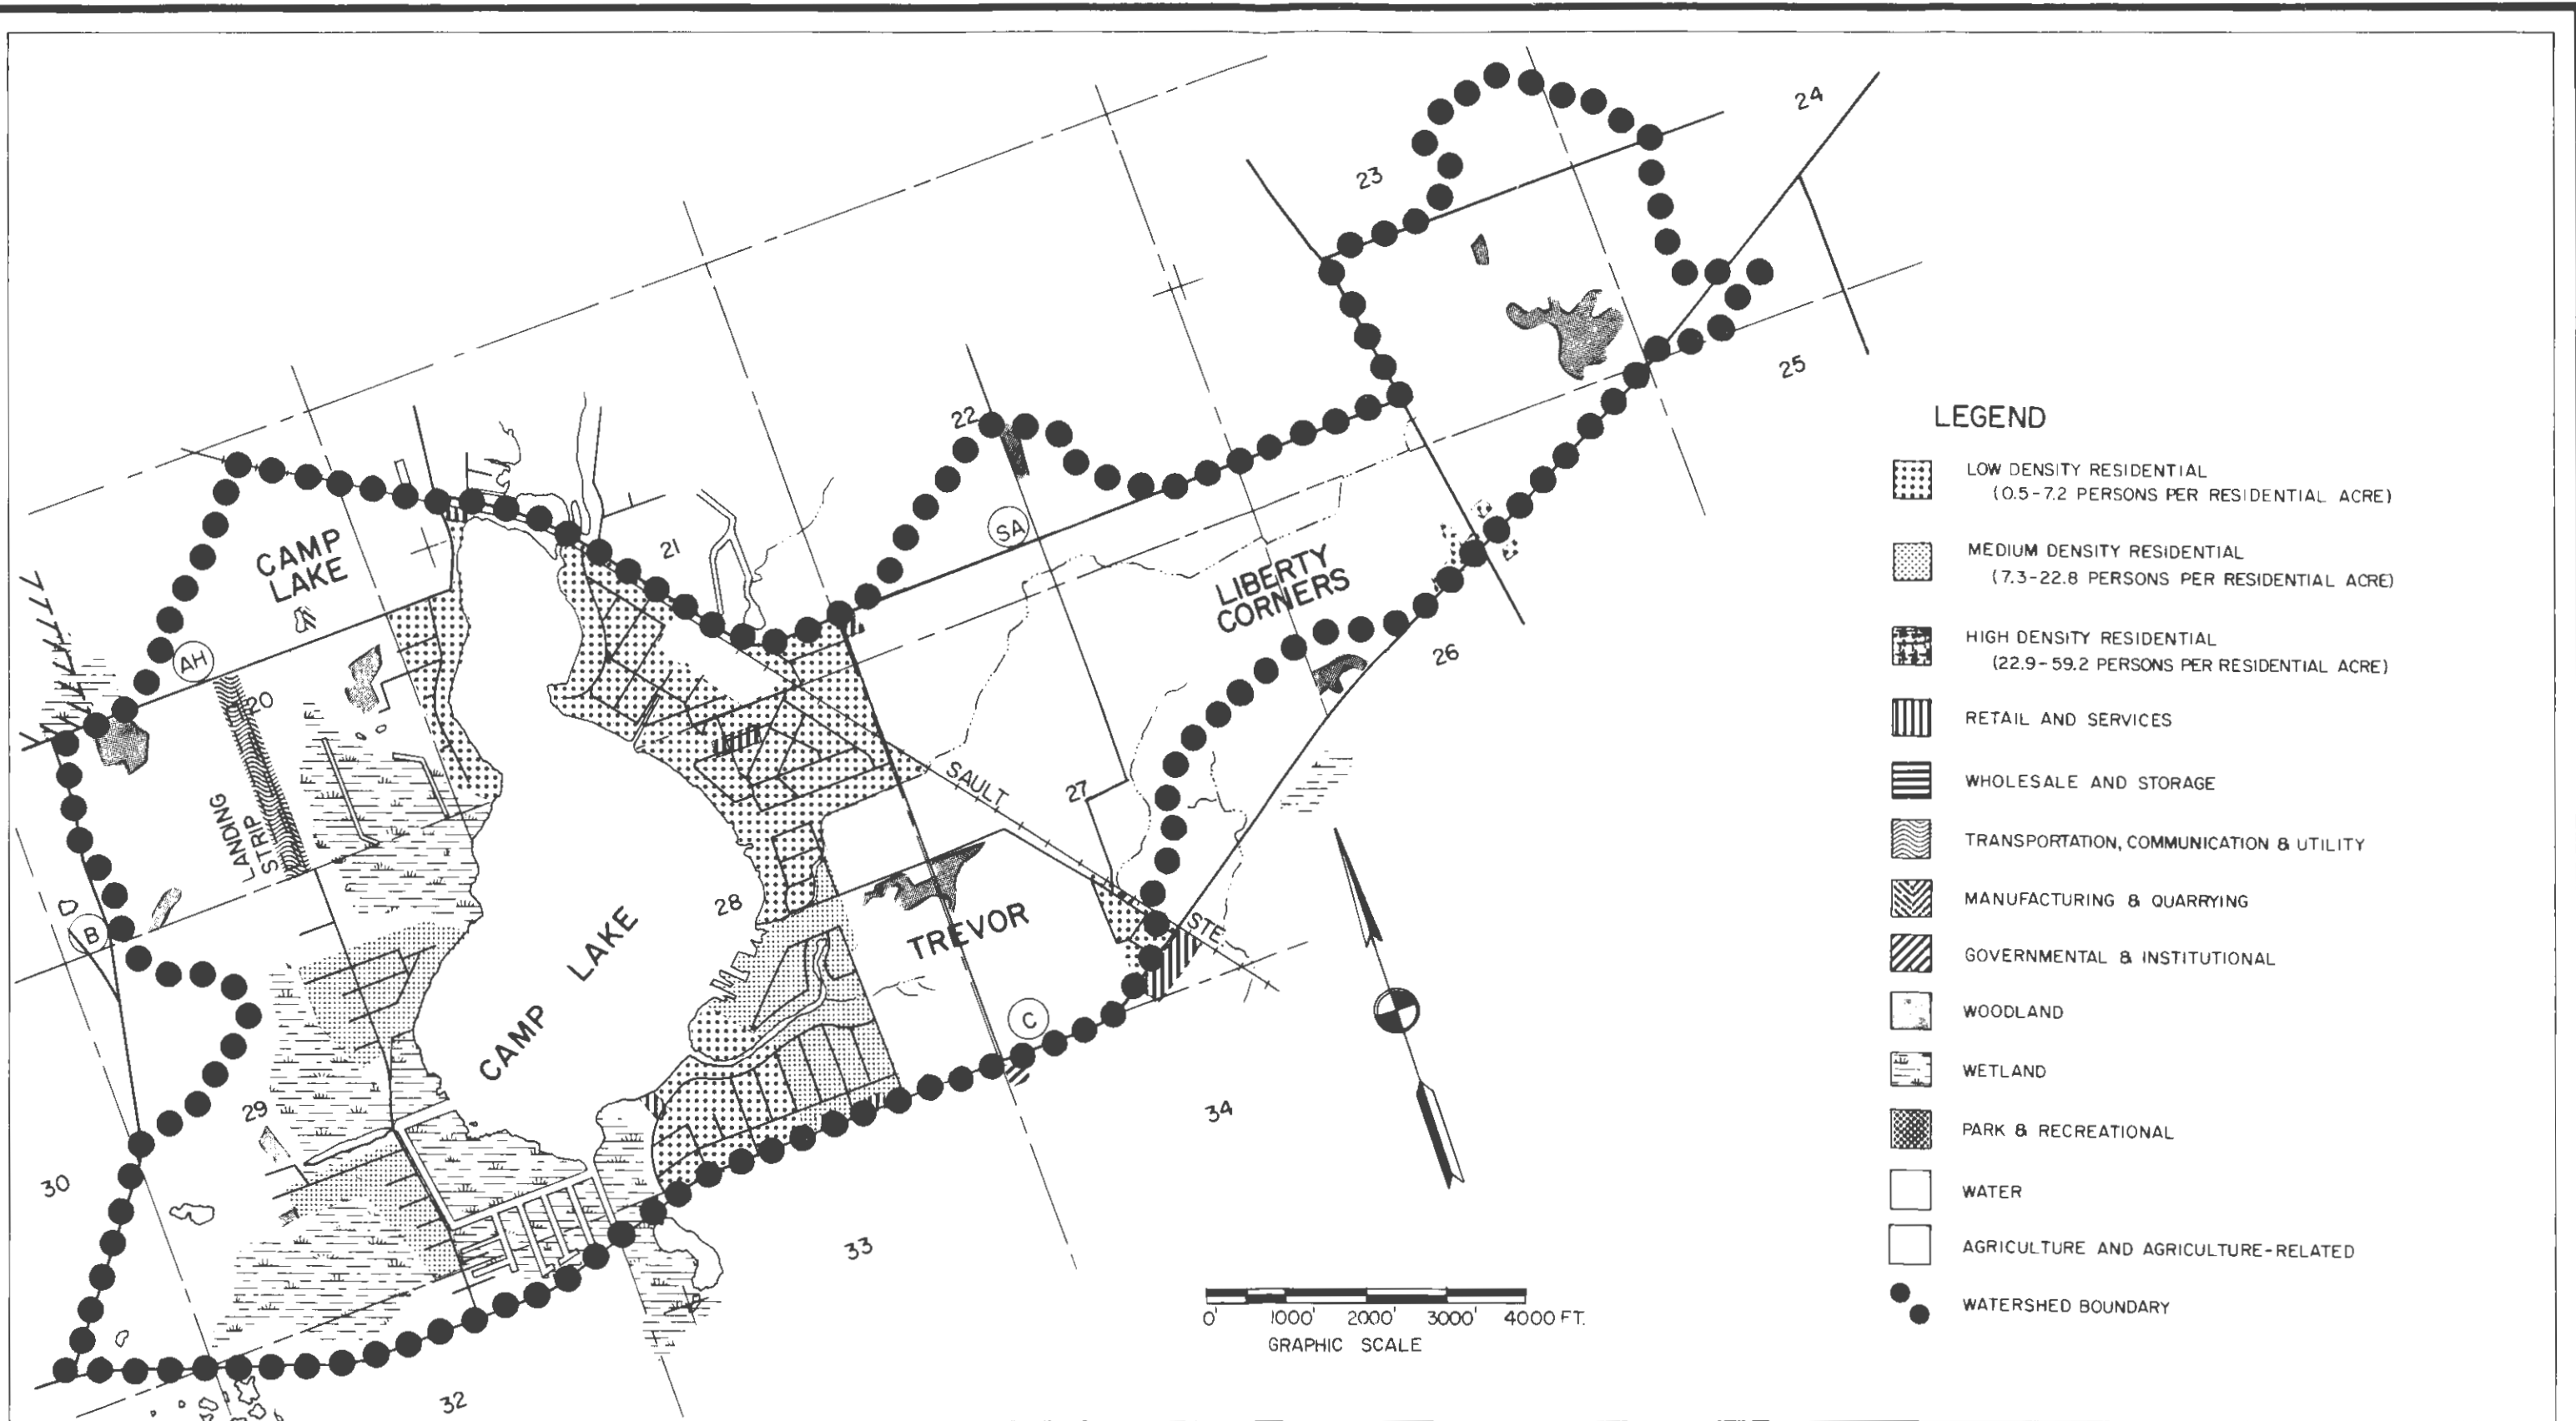 24
23
25
22
SA
21
CAMP
LAKE
LIBERTY
CORNERS
26
AH
20
LANDING
STRIP
SAULT
27
28
TREVOR
STE.
B
CAMP LAKE
C
29
30
34
33
32
0' 1000' 2000' 3000' 4000 FT.
GRAPHIC SCALE
LEGEND
LOW DENSITY RESIDENTIAL
(0.5-7.2 PERSONS PER RESIDENTIAL ACRE)
MEDIUM DENSITY RESIDENTIAL
(7.3-22.8 PERSONS PER RESIDENTIAL ACRE)
HIGH DENSITY RESIDENTIAL
(22.9-59.2 PERSONS PER RESIDENTIAL ACRE)
RETAIL AND SERVICES
WHOLESALE AND STORAGE
TRANSPORTATION, COMMUNICATION & UTILITY
MANUFACTURING & QUARRYING
GOVERNMENTAL & INSTITUTIONAL
WOODLAND
WETLAND
PARK & RECREATIONAL
WATER
AGRICULTURE AND AGRICULTURE-RELATED
WATERSHED BOUNDARY